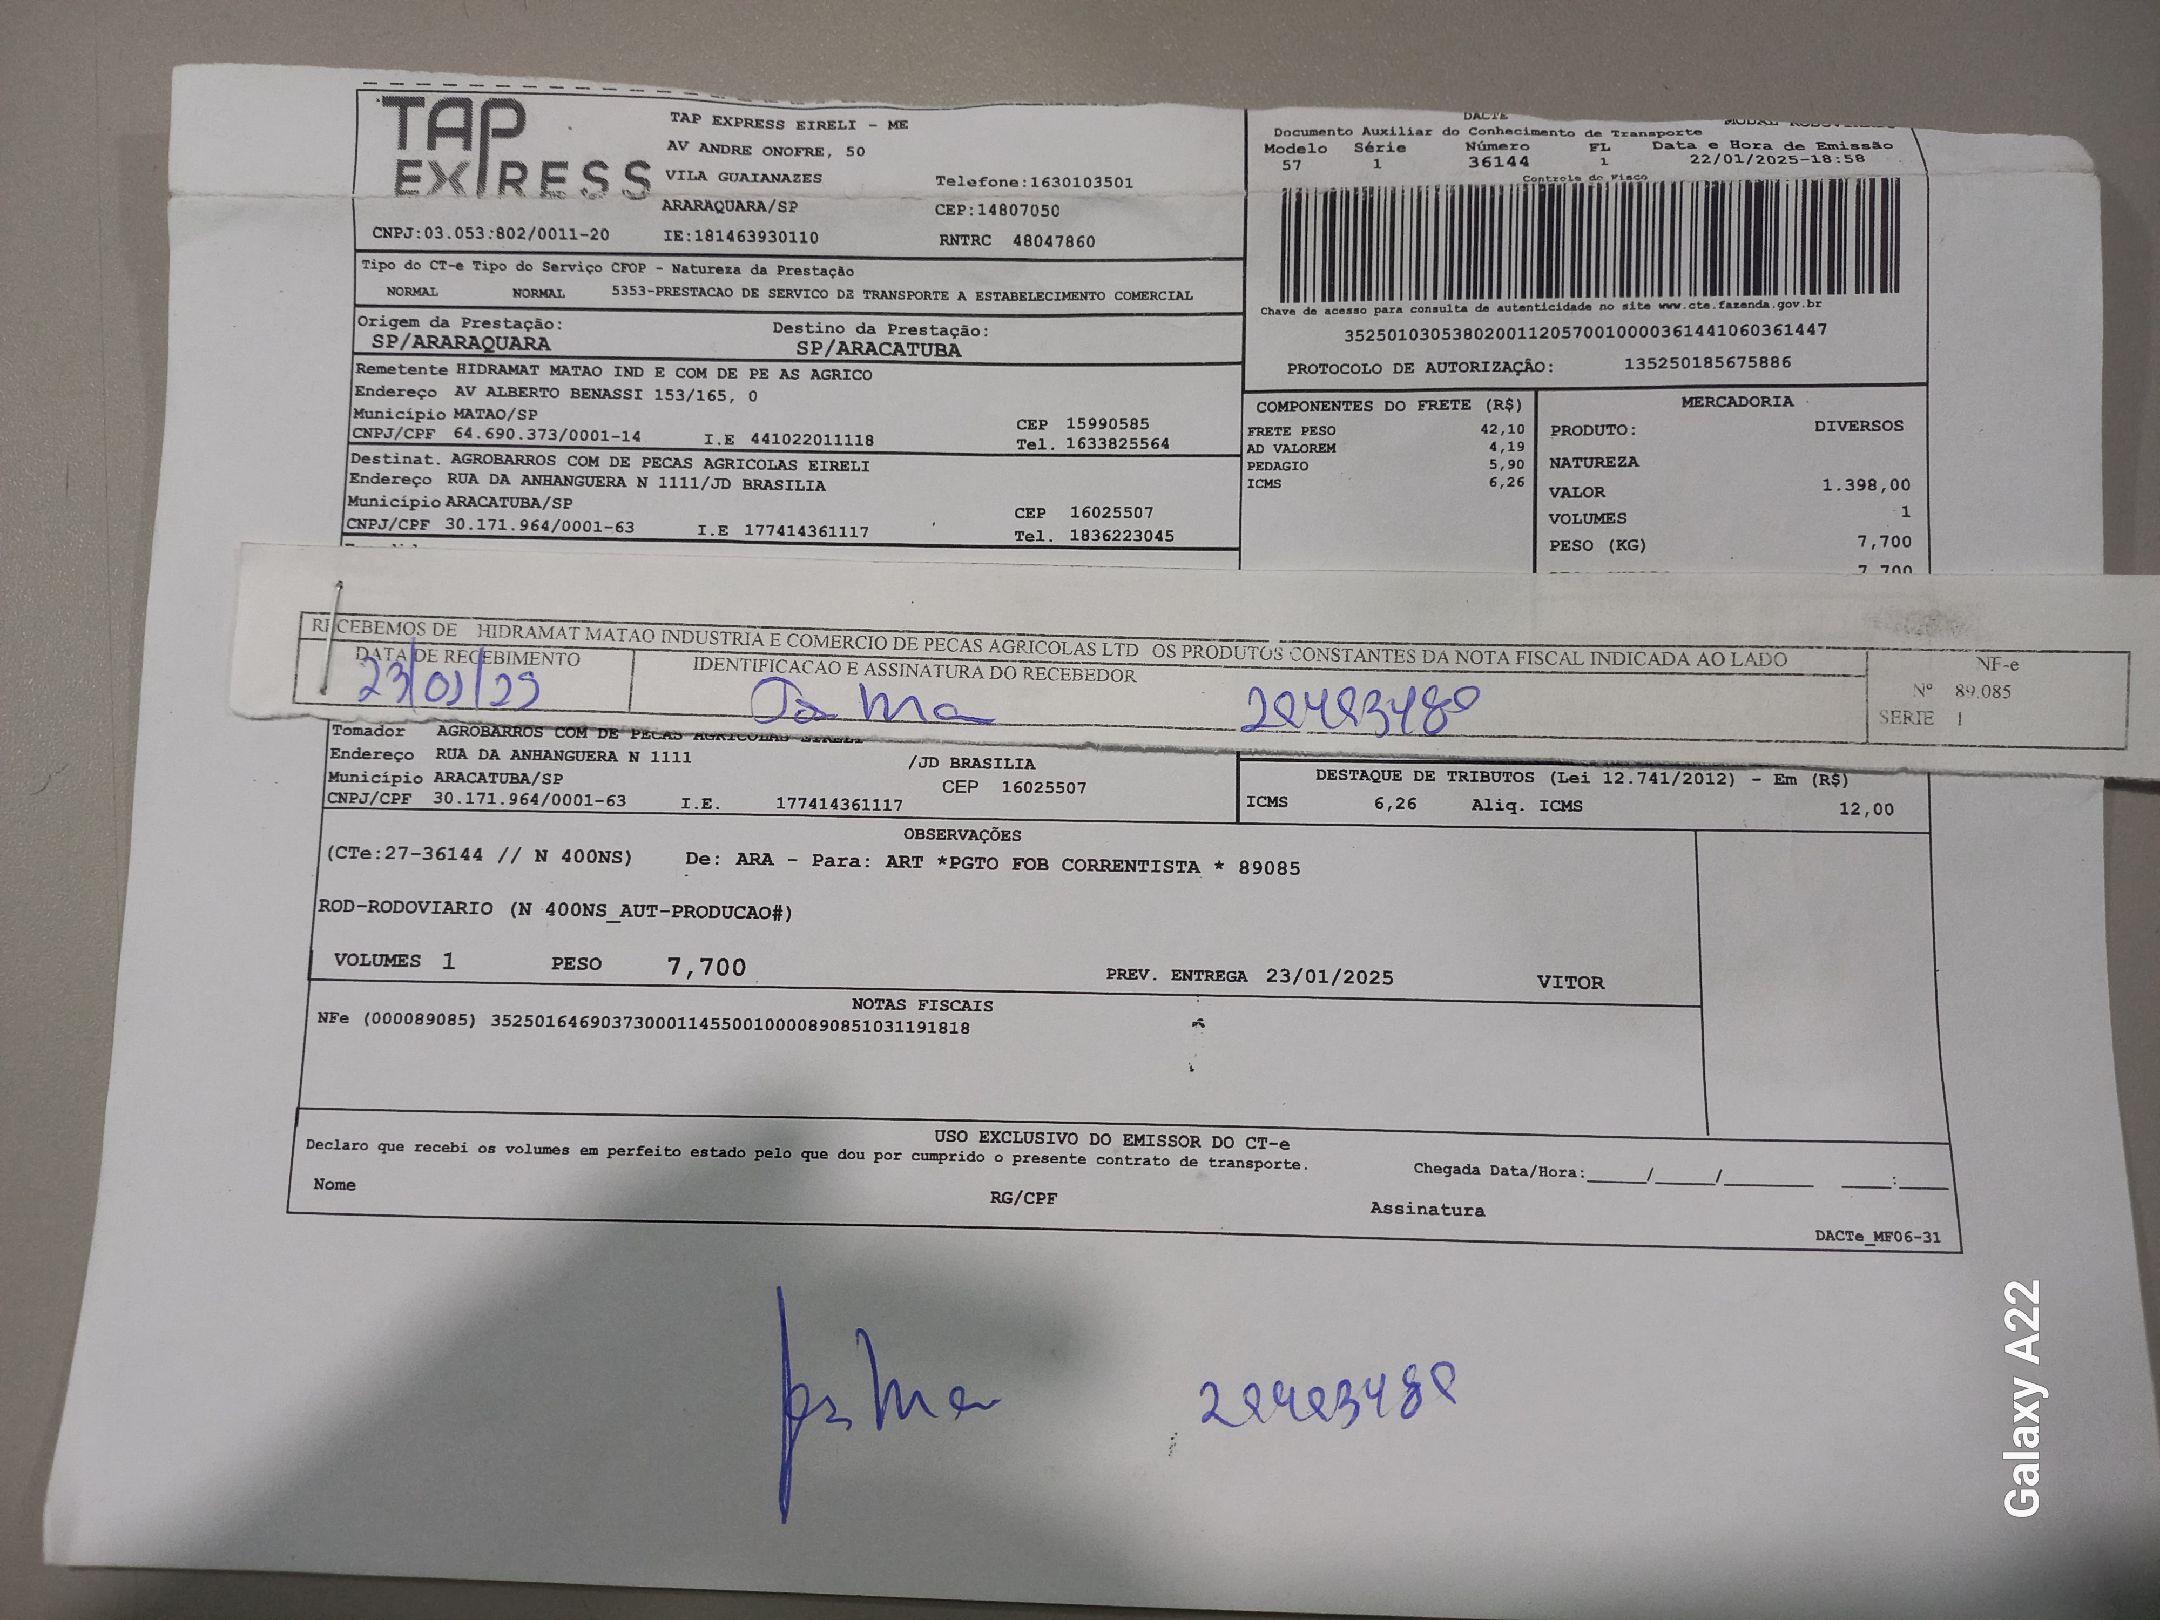 TAP EXPRESS
TAP EXPRESS EIRELI - ME
AV ANDRE ONOFRE, 50
VILA GUAIANAZES Telefone:1630103501
ARARAQUARA/SP CEP:14807050
CNPJ:03.053.802/0011-20 IE:181463930110 RNTRC 48047860
DACTE
Documento Auxiliar do Conhecimento de Transporte
Modelo Série Número FL Data e Hora de Emissão
57 1 36144 1 22/01/2025-18:58
Controle do Fisco
Chave de acesso para consulta de autenticidade no site www.cte.fazenda.gov.br
35250103053802001120570010000361441060361447
PROTOCOLO DE AUTORIZAÇÃO: 135250185675886
Tipo do CT-e Tipo do Serviço CFOP - Natureza da Prestação
NORMAL NORMAL 5353-PRESTACAO DE SERVICO DE TRANSPORTE A ESTABELECIMENTO COMERCIAL
Origem da Prestação: Destino da Prestação:
SP/ARARAQUARA SP/ARACATUBA
Remetente HIDRAMAT MATAO IND E COM DE PE AS AGRICO
Endereço AV ALBERTO BENASSI 153/165, 0
Município MATAO/SP CEP 15990585
CNPJ/CPF 64.690.373/0001-14 I.E 441022011118 Tel. 1633825564
Destinat. AGROBARROS COM DE PECAS AGRICOLAS EIRELI
Endereço RUA DA ANHANGUERA N 1111/JD BRASILIA
Município ARACATUBA/SP CEP 16025507
CNPJ/CPF 30.171.964/0001-63 I.E 177414361117 Tel. 1836223045
COMPONENTES DO FRETE (R$)
FRETE PESO 42,10
AD VALOREM 4,19
PEDAGIO 5,90
ICMS 6,26
MERCADORIA
PRODUTO: DIVERSOS
NATUREZA
VALOR 1.398,00
VOLUMES 1
PESO (KG) 7,700
7,700
RECEBEMOS DE HIDRAMAT MATAO INDUSTRIA E COMERCIO DE PECAS AGRICOLAS LTD OS PRODUTOS CONSTANTES DA NOTA FISCAL INDICADA AO LADO
DATA DE RECEBIMENTO IDENTIFICACAO E ASSINATURA DO RECEBEDOR
23/01/25
NF-e
Nº 89.085
SERIE 1
Tomador AGROBARROS COM DE PECAS AGRICOLAS EIRELI
Endereço RUA DA ANHANGUERA N 1111 /JD BRASILIA
Município ARACATUBA/SP CEP 16025507
CNPJ/CPF 30.171.964/0001-63 I.E. 177414361117
DESTAQUE DE TRIBUTOS (Lei 12.741/2012) - Em (R$)
ICMS 6,26 Aliq. ICMS 12,00
OBSERVAÇÕES
(CTe:27-36144 // N 400NS) De: ARA - Para: ART *PGTO FOB CORRENTISTA * 89085
ROD-RODOVIARIO (N 400NS_AUT-PRODUCAO#)
VOLUMES 1 PESO 7,700 PREV. ENTREGA 23/01/2025 VITOR
NOTAS FISCAIS
NFe (000089085) 35250164690373000114550010000890851031191818
USO EXCLUSIVO DO EMISSOR DO CT-e
Declaro que recebi os volumes em perfeito estado pelo que dou por cumprido o presente contrato de transporte. Chegada Data/Hora:_____/_____/_______ ____:____
Nome RG/CPF Assinatura
DACTe_MF06-31
Galaxy A22